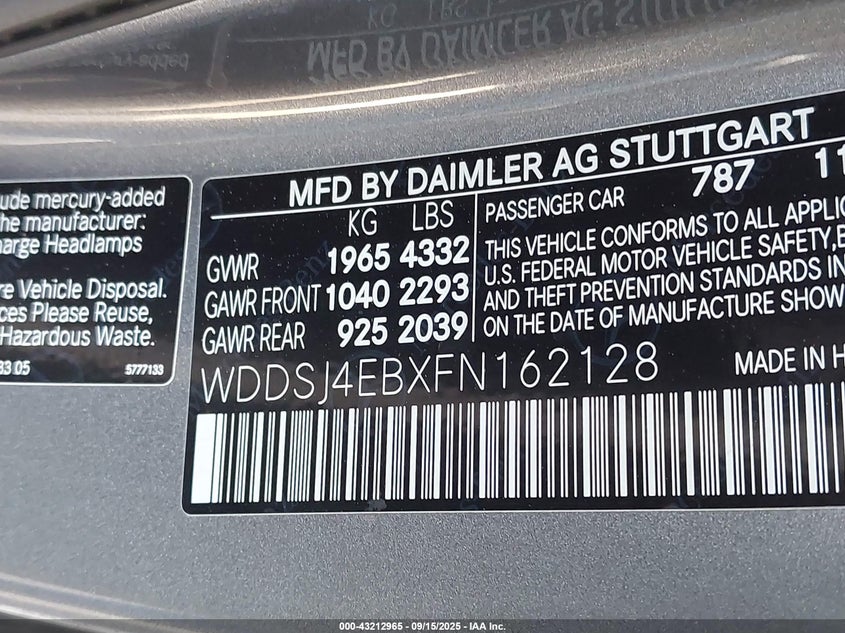 ude mercury-added
he manufacturer:
harge Headlamps
re Vehicle Disposal.
ces Please Reuse,
Hazardous Waste.
33 05 5777133
MFD BY DAIMLER AG STUTTGART
KG LBS
GVWR 1965 4332
GAWR FRONT 1040 2293
GAWR REAR 925 2039
PASSENGER CAR 787 11
THIS VEHICLE CONFORMS TO ALL APPLIC
U.S. FEDERAL MOTOR VEHICLE SAFETY,B
AND THEFT PREVENTION STANDARDS IN
ON THE DATE OF MANUFACTURE SHOW
WDDSJ4EBXFN162128 MADE IN H
000-43212965 - 09/15/2025 - IAA Inc.